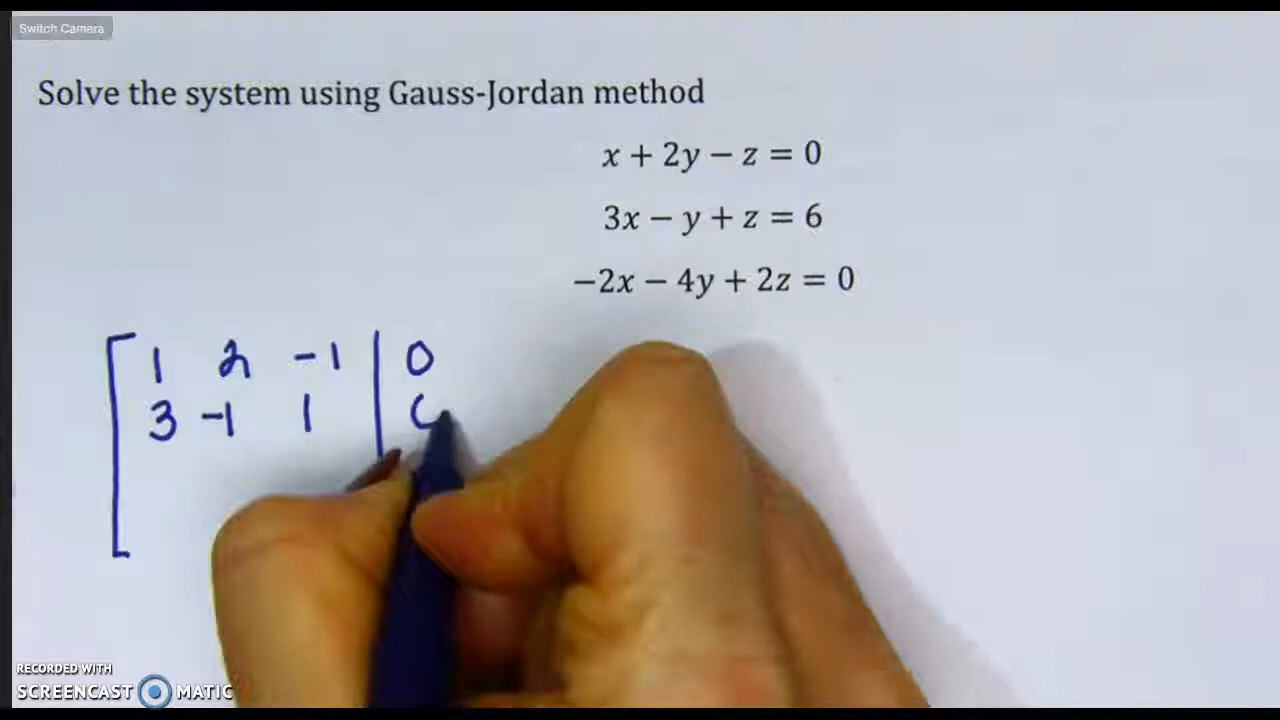 Switch Camera
Solve the system using Gauss-Jordan method
x + 2y − z = 0
3x − y + z = 6
−2x − 4y + 2z = 0
1 2 -1 | 0
3 -1 1 |
RECORDED WITH
SCREENCAST MATIC